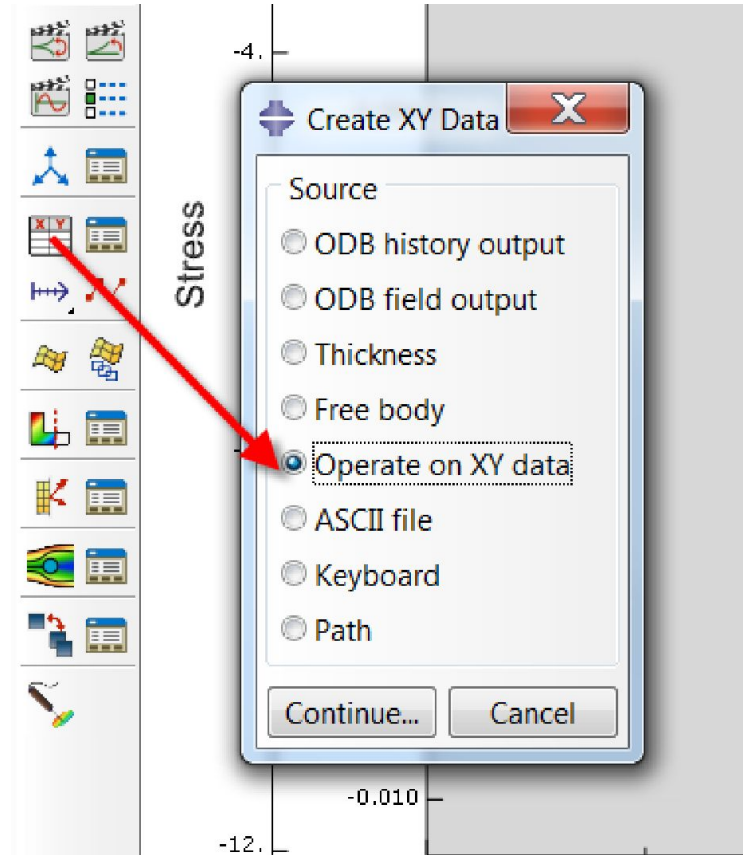 -4.
Create XY Data
X Y
Source
Stress
ODB history output
ODB field output
Thickness
Free body
Operate on XY data
ASCII file
Keyboard
Path
Continue...
Cancel
-0.010
-12.